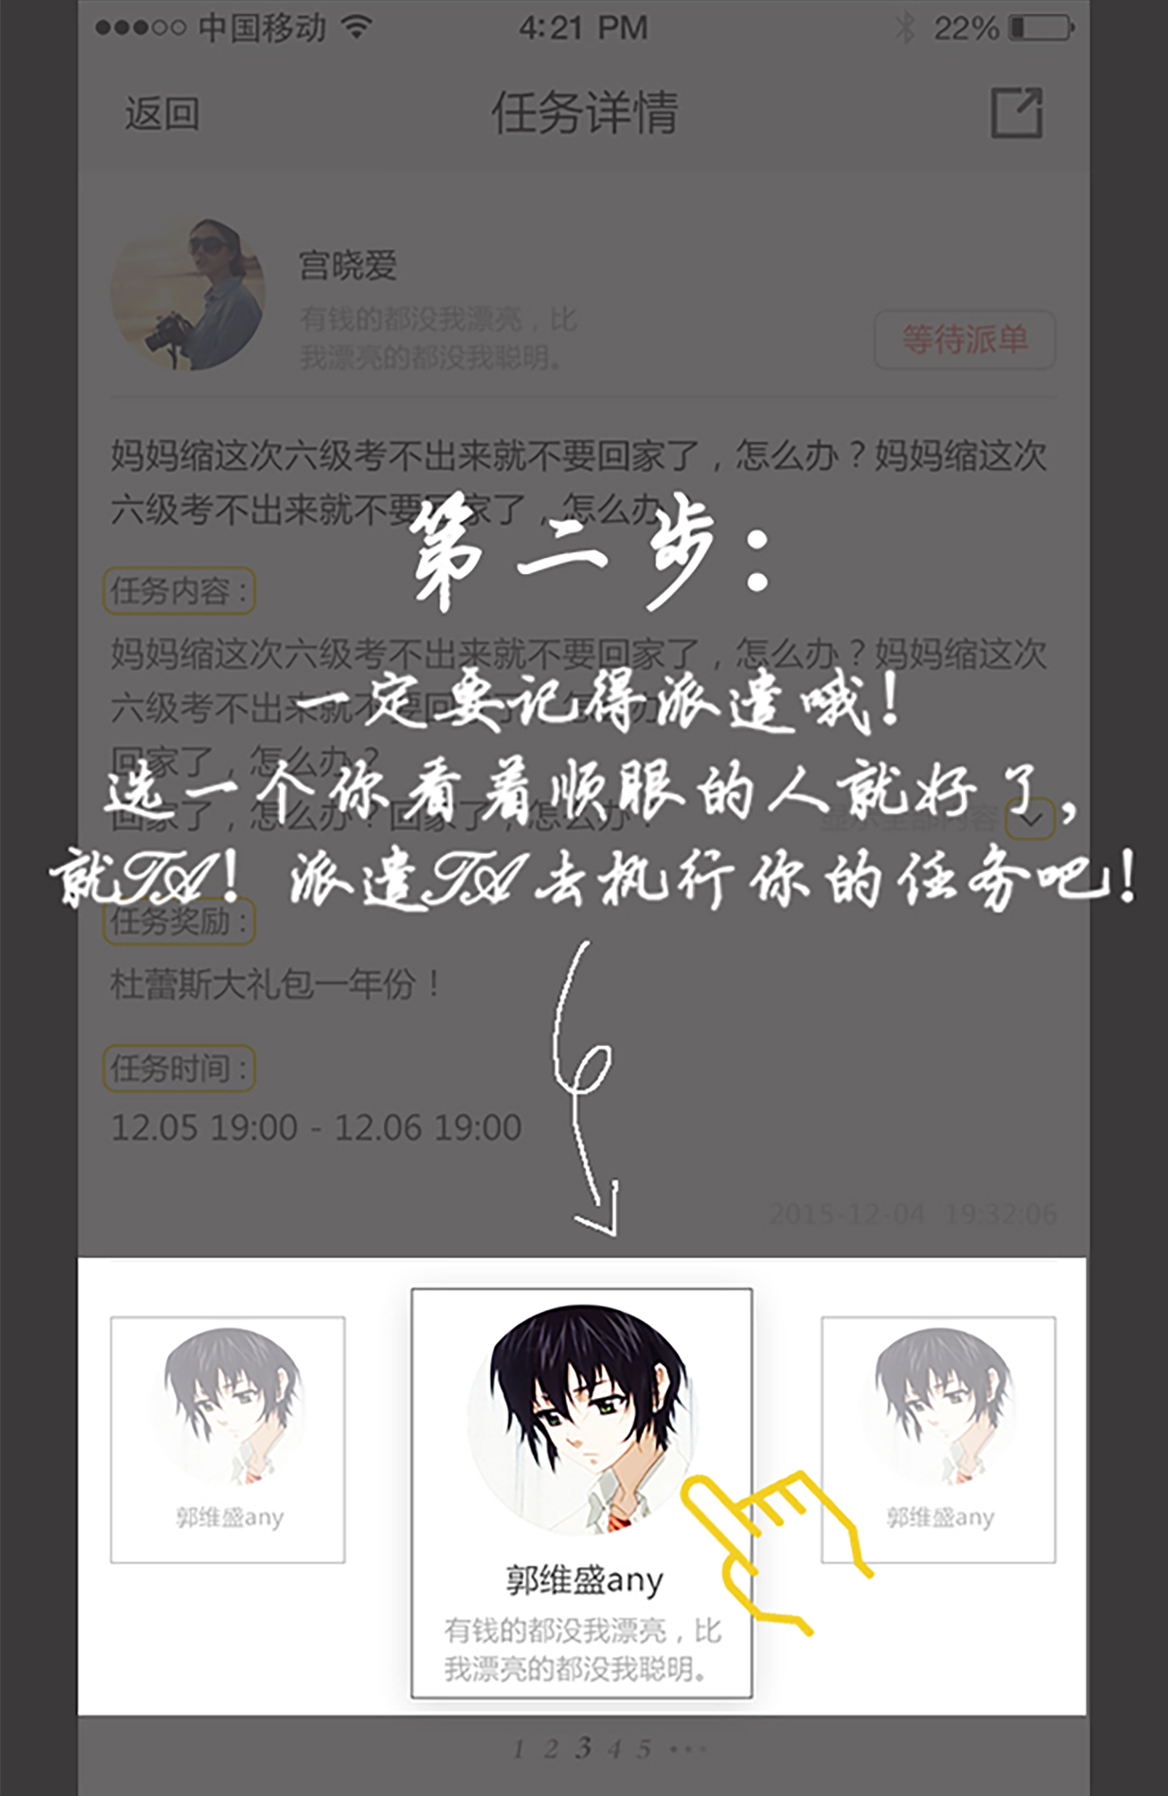 中国移动 4:21 PM 22%
返回 任务详情
宫晓爱
有钱的都没我漂亮，比
我漂亮的都没我聪明。
等待派单
妈妈缩这次六级考不出来就不要回家了，怎么办？妈妈缩这次
六级考不出来就不要回家了，怎么办
第二步：
任务内容：
妈妈缩这次六级考不出来就不要回家了，怎么办？妈妈缩这次
六级考不出来就不要回
一定要记得派遣哦！
回家了，怎么办？
选一个你看着顺眼的人就好了，
回家了，怎么办？回家了，怎么办？ 显示全部内容
就TA！派遣TA去执行你的任务吧！
任务奖励：
杜蕾斯大礼包一年份！
任务时间：
12.05 19:00 - 12.06 19:00
2015-12-04 19:32:06
郭维盛any
郭维盛any
有钱的都没我漂亮，比
我漂亮的都没我聪明。
郭维盛any
1 2 3 4 5 •••